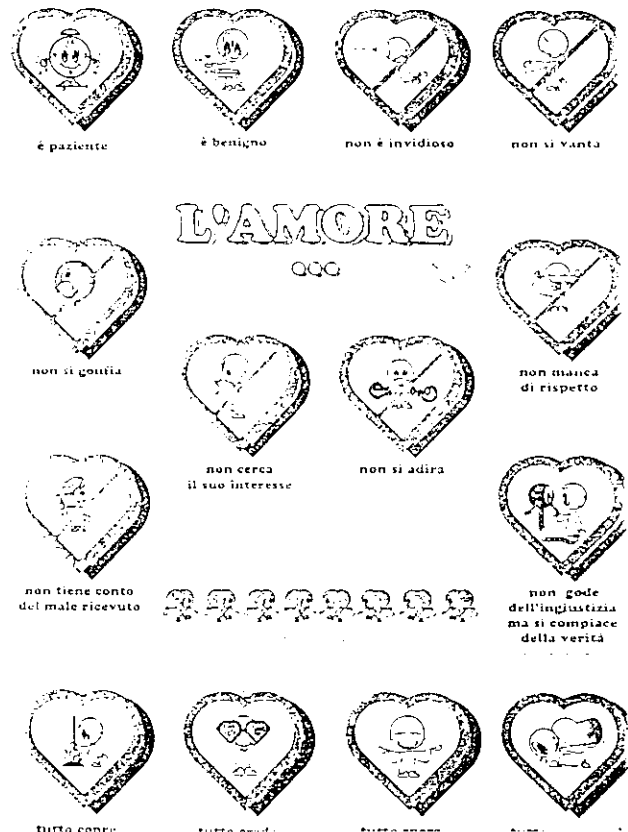 è paziente
è benigno
non è invidioso
non si vanta
L'AMORE
non si gonfia
non manca
di rispetto
non cerca
il suo interesse
non si adira
non tiene conto
del male ricevuto
non gode
dell'ingiustizia
ma si compiace
della verità
tutto copre
tutto crede
tutto spera